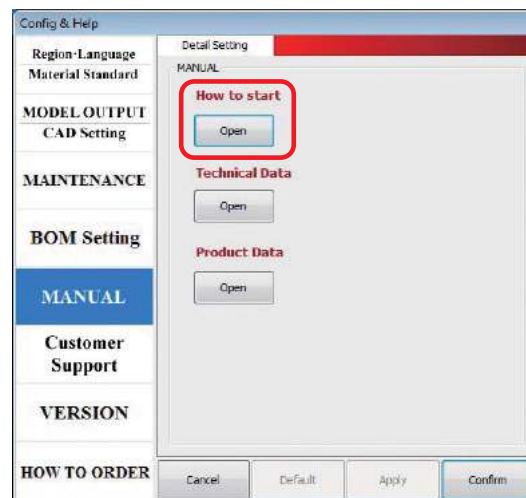 Config & Help
Region·Language
Material Standard
MODEL OUTPUT
CAD Setting
MAINTENANCE
BOM Setting
MANUAL
Customer
Support
VERSION
HOW TO ORDER
Detail Setting
MANUAL
How to start
Open
Technical Data
Open
Product Data
Open
Cancel
Default
Apply
Confirm